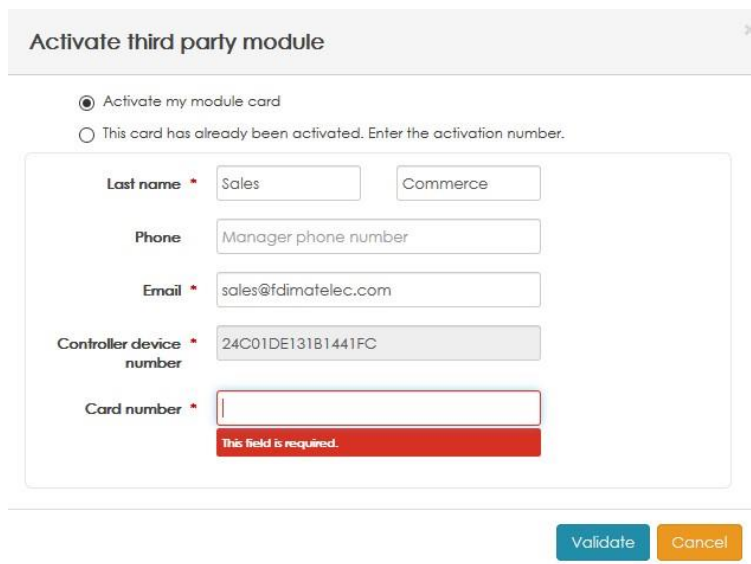 Activate third party module
Activate my module card
This card has already been activated. Enter the activation number.
Last name * Sales Commerce
Phone Manager phone number
Email * sales@fdimatelec.com
Controller device * 24C01DE131B1441FC
number
Card number *
This field is required.
Validate Cancel